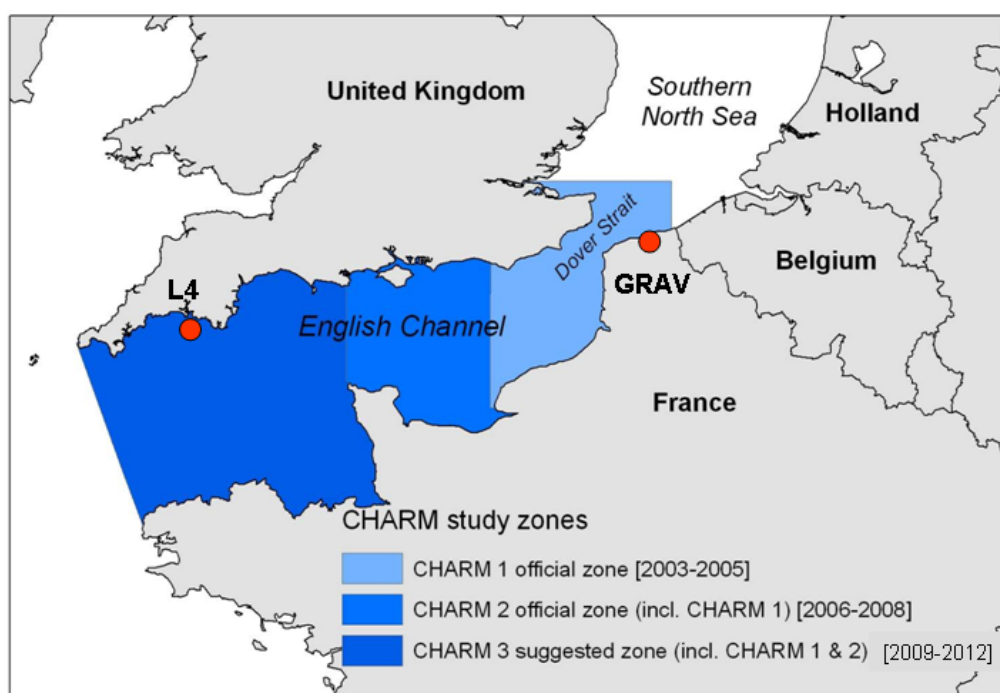 United Kingdom
Southern
North Sea
Holland
Dover Strait
Belgium
GRAV
L4
English Channel
France
CHARM study zones
CHARM 1 official zone [2003-2005]
CHARM 2 official zone (incl. CHARM 1) [2006-2008]
CHARM 3 suggested zone (incl. CHARM 1 & 2) [2009-2012]